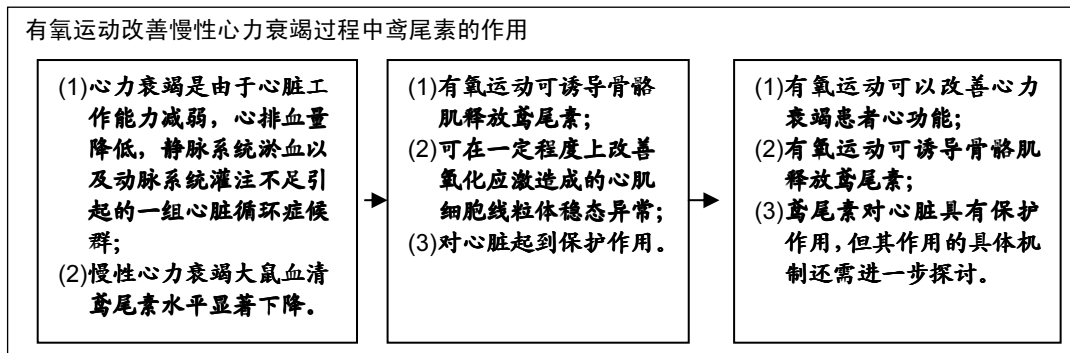 有氧运动改善慢性心力衰竭过程中鸢尾素的作用
(1)心力衰竭是由于心脏工
作能力减弱，心排血量
降低，静脉系统淤血以
及动脉系统灌注不足引
起的一组心脏循环症候
群；
(2)慢性心力衰竭大鼠血清
鸢尾素水平显著下降。
(1)有氧运动可诱导骨骼
肌释放鸢尾素；
(2)可在一定程度上改善
氧化应激造成的心肌
细胞线粒体稳态异常；
(3)对心脏起到保护作用。
(1)有氧运动可以改善心力
衰竭患者心功能；
(2)有氧运动可诱导骨骼肌
释放鸢尾素；
(3)鸢尾素对心脏具有保护
作用，但其作用的具体机
制还需进一步探讨。